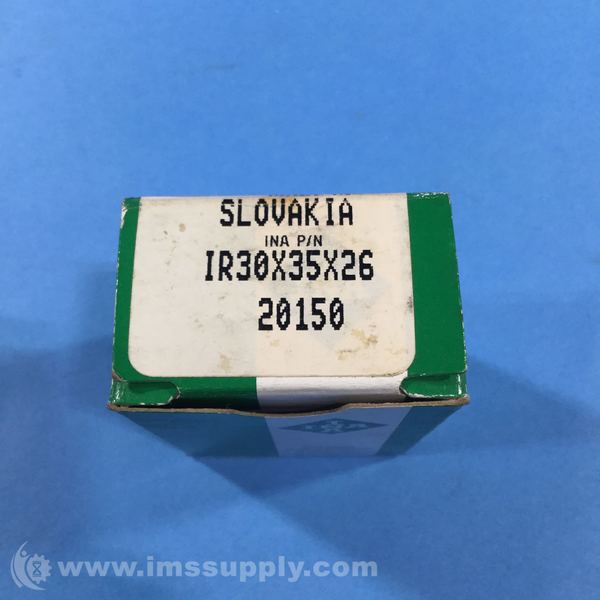 SLOVAKIA
INA P/N
IR30X35X26
20150
www.imssupply.com